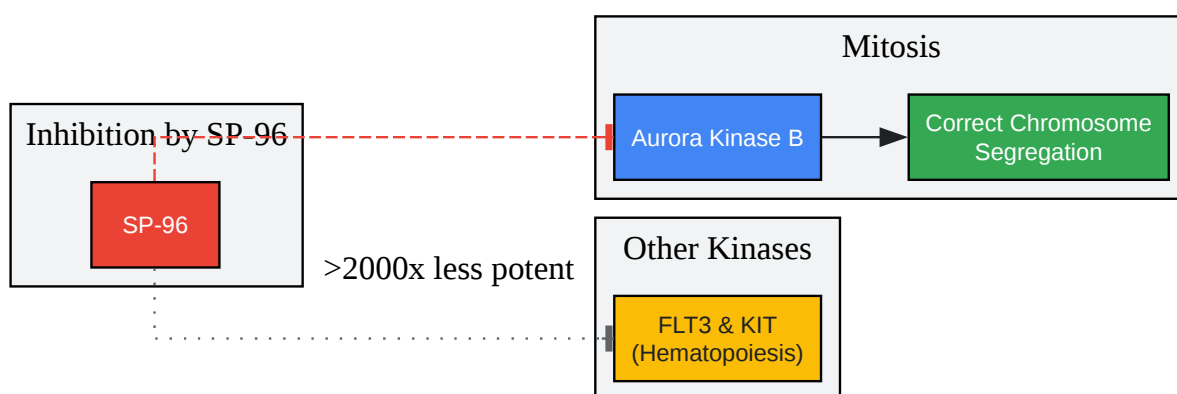 Mitosis
Inhibition by SP-96
Aurora Kinase B
Correct Chromosome
Segregation
SP-96
>2000x less potent
Other Kinases
FLT3 & KIT
(Hematopoiesis)